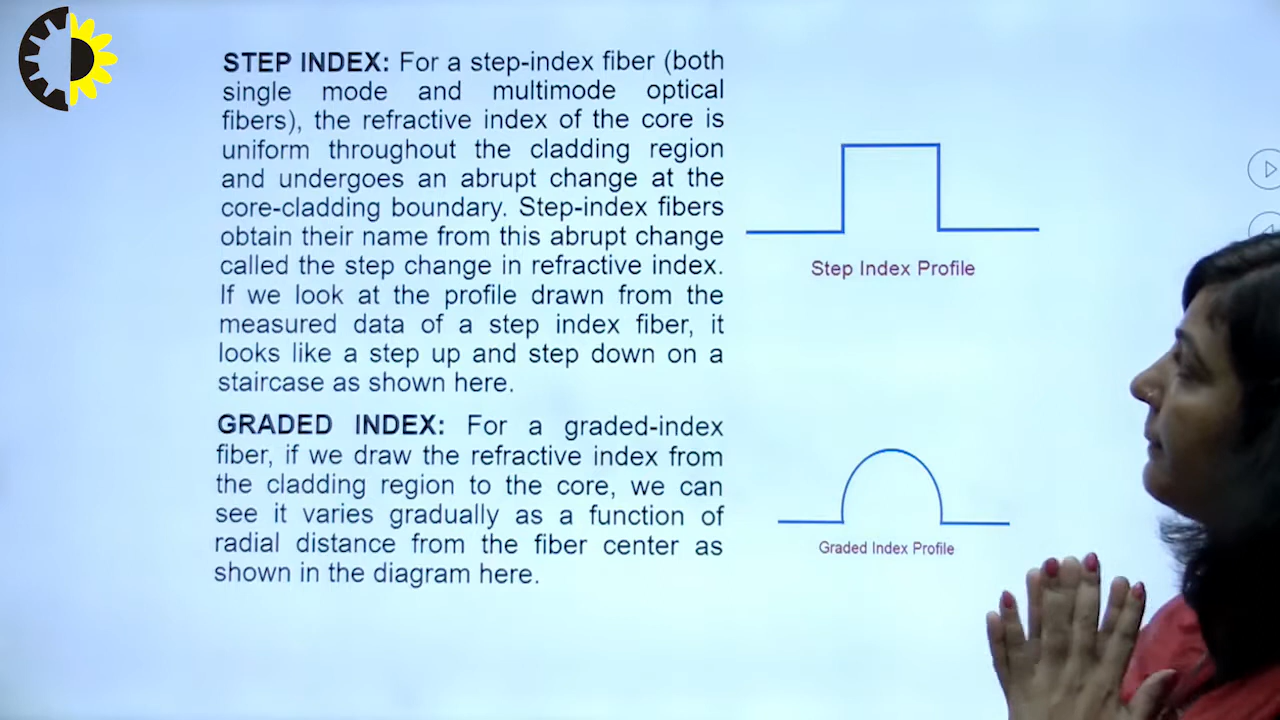 STEP INDEX: For a step-index fiber (both
single mode and multimode optical
fibers), the refractive index of the core is
uniform throughout the cladding region
and undergoes an abrupt change at the
core-cladding boundary. Step-index fibers
obtain their name from this abrupt change
called the step change in refractive index.
If we look at the profile drawn from the
measured data of a step index fiber, it
looks like a step up and step down on a
staircase as shown here.
Step Index Profile
GRADED INDEX: For a graded-index
fiber, if we draw the refractive index from
the cladding region to the core, we can
see it varies gradually as a function of
radial distance from the fiber center as
shown in the diagram here.
Graded Index Profile